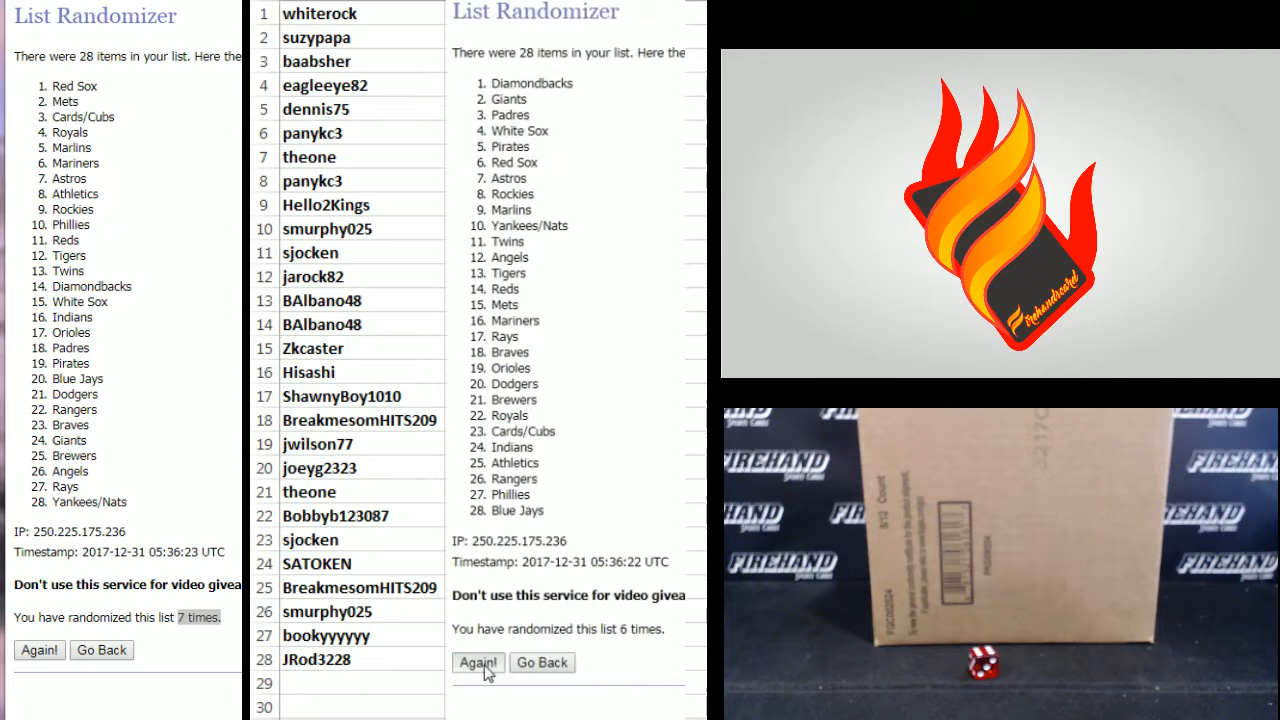 List Randomizer
There were 28 items in your list. Here the
1. Red Sox
2. Mets
3. Cards/Cubs
4. Royals
5. Marlins
6. Mariners
7. Astros
8. Athletics
9. Rockies
10. Phillies
11. Reds
12. Tigers
13. Twins
14. Diamondbacks
15. White Sox
16. Indians
17. Orioles
18. Padres
19. Pirates
20. Blue Jays
21. Dodgers
22. Rangers
23. Braves
24. Giants
25. Brewers
26. Angels
27. Rays
28. Yankees/Nats
IP: 250.225.175.236
Timestamp: 2017-12-31 05:36:23 UTC
Don't use this service for video givea
You have randomized this list 7 times.
Again! Go Back
1 whiterock
2 suzypapa
3 baabsher
4 eagleeye82
5 dennis75
6 panykc3
7 theone
8 panykc3
9 Hello2Kings
10 smurphy025
11 sjocken
12 jarock82
13 BAlbano48
14 BAlbano48
15 Zkcaster
16 Hisashi
17 ShawnyBoy1010
18 BreakmesomHITS209
19 jwilson77
20 joeyg2323
21 theone
22 Bobbyb123087
23 sjocken
24 SATOKEN
25 BreakmesomHITS209
26 smurphy025
27 bookyyyyyy
28 JRod3228
29
30
List Randomizer
There were 28 items in your list. Here the
1. Diamondbacks
2. Giants
3. Padres
4. White Sox
5. Pirates
6. Red Sox
7. Astros
8. Rockies
9. Marlins
10. Yankees/Nats
11. Twins
12. Angels
13. Tigers
14. Reds
15. Mets
16. Mariners
17. Rays
18. Braves
19. Orioles
20. Dodgers
21. Brewers
22. Royals
23. Cards/Cubs
24. Indians
25. Athletics
26. Rangers
27. Phillies
28. Blue Jays
IP: 250.225.175.236
Timestamp: 2017-12-31 05:36:22 UTC
Don't use this service for video givea
You have randomized this list 6 times.
Again! Go Back
Firehandscard
FIREHAND
8/12 Count
FGC002024